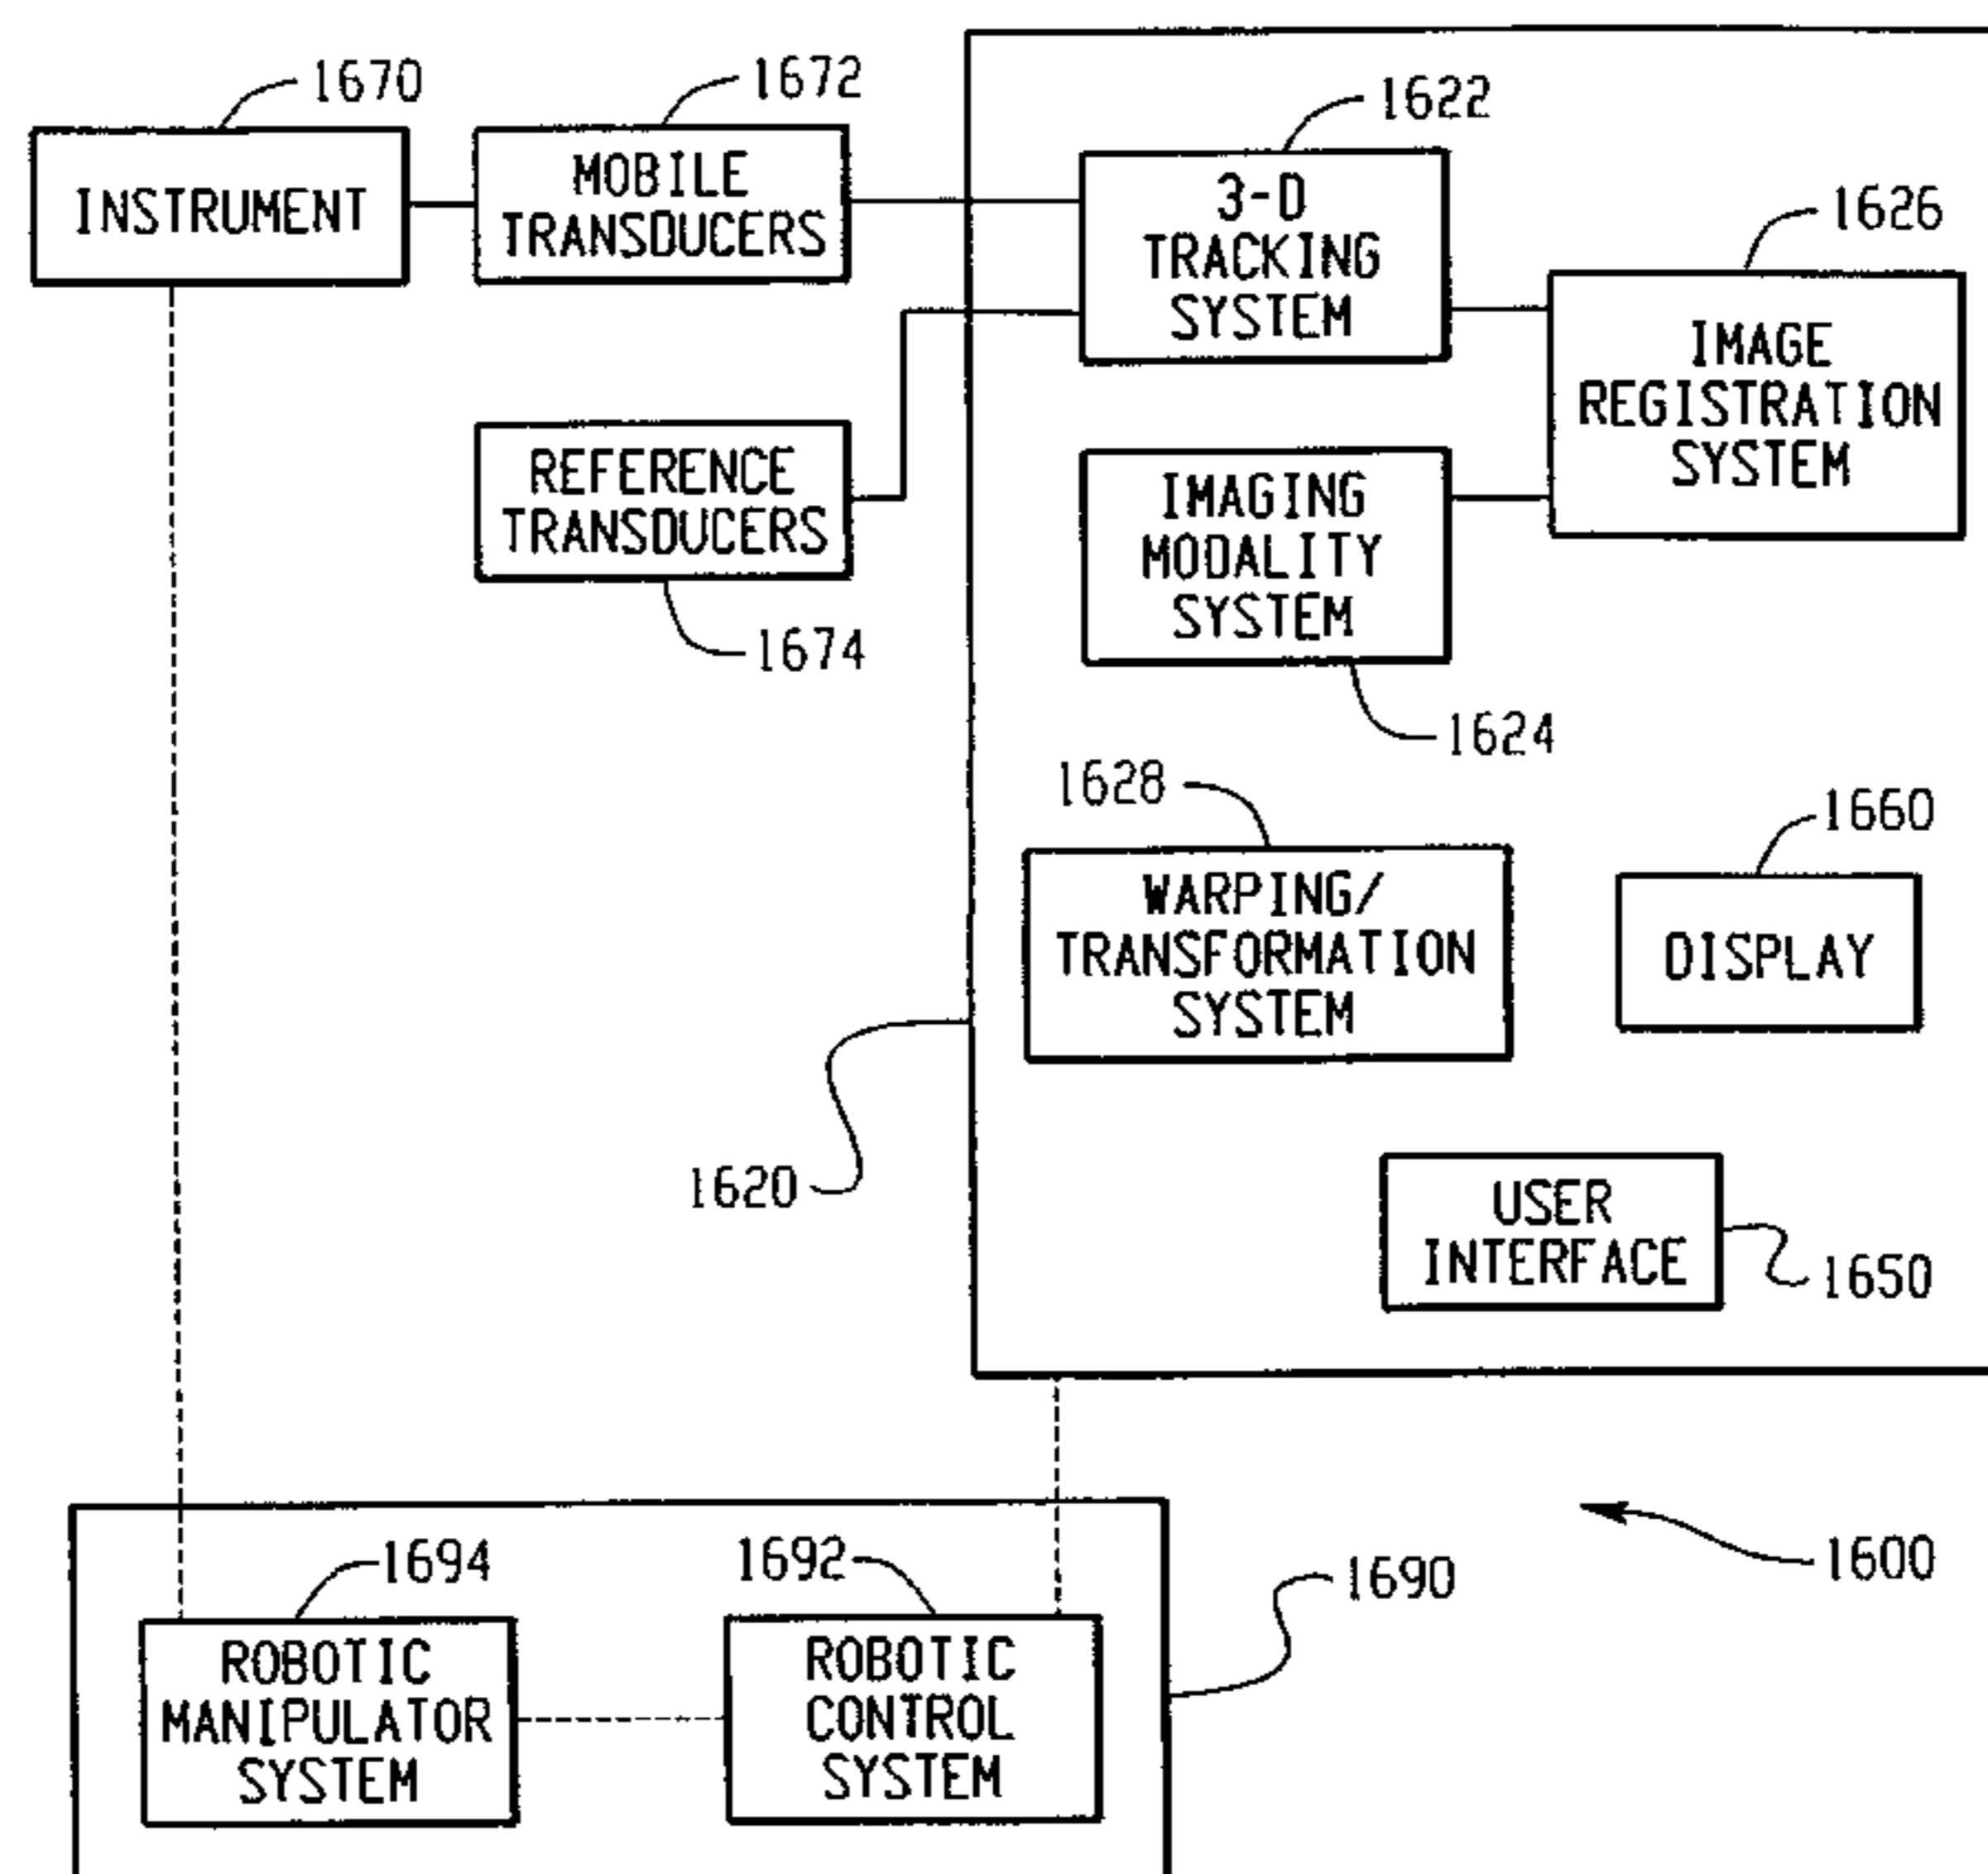 1670
INSTRUMENT
1672
MOBILE
TRANSDUCERS
1622
3-D
TRACKING
SYSTEM
1626
IMAGE
REGISTRATION
SYSTEM
REFERENCE
TRANSDUCERS
1674
IMAGING
MODALITY
SYSTEM
1624
1628
WARPING/
TRANSFORMATION
SYSTEM
1660
DISPLAY
1620
USER
INTERFACE
1650
1600
1694
ROBOTIC
MANIPULATOR
SYSTEM
1692
ROBOTIC
CONTROL
SYSTEM
1690